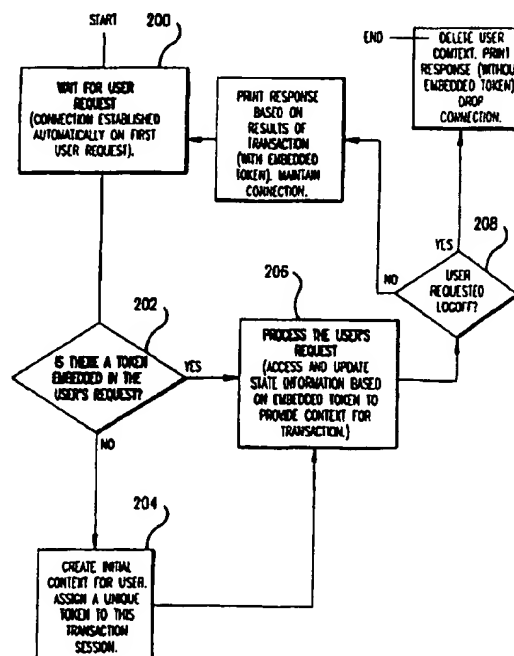 START
200
WAIT FOR USER
REQUEST
(CONNECTION ESTABLISHED
AUTOMATICALLY ON FIRST
USER REQUEST).
PRINT RESPONSE
BASED ON
RESULTS OF
TRANSACTION
(WITH EMBEDDED
TOKEN). MAINTAIN
CONNECTION.
END
DELETE USER
CONTEXT. PRINT
RESPONSE (WITHOUT
EMBEDDED TOKEN)
DROP
CONNECTION.
208
YES
NO
USER
REQUESTED
LOGOFF?
202
IS THERE A TOKEN
EMBEDDED IN THE
USER'S REQUEST?
YES
NO
206
PROCESS THE USER'S
REQUEST
(ACCESS AND UPDATE
STATE INFORMATION BASED
ON EMBEDDED TOKEN TO
PROVIDE CONTEXT FOR
TRANSACTION.)
204
CREATE INITIAL
CONTEXT FOR USER.
ASSIGN A UNIQUE
TOKEN TO THIS
TRANSACTION
SESSION.